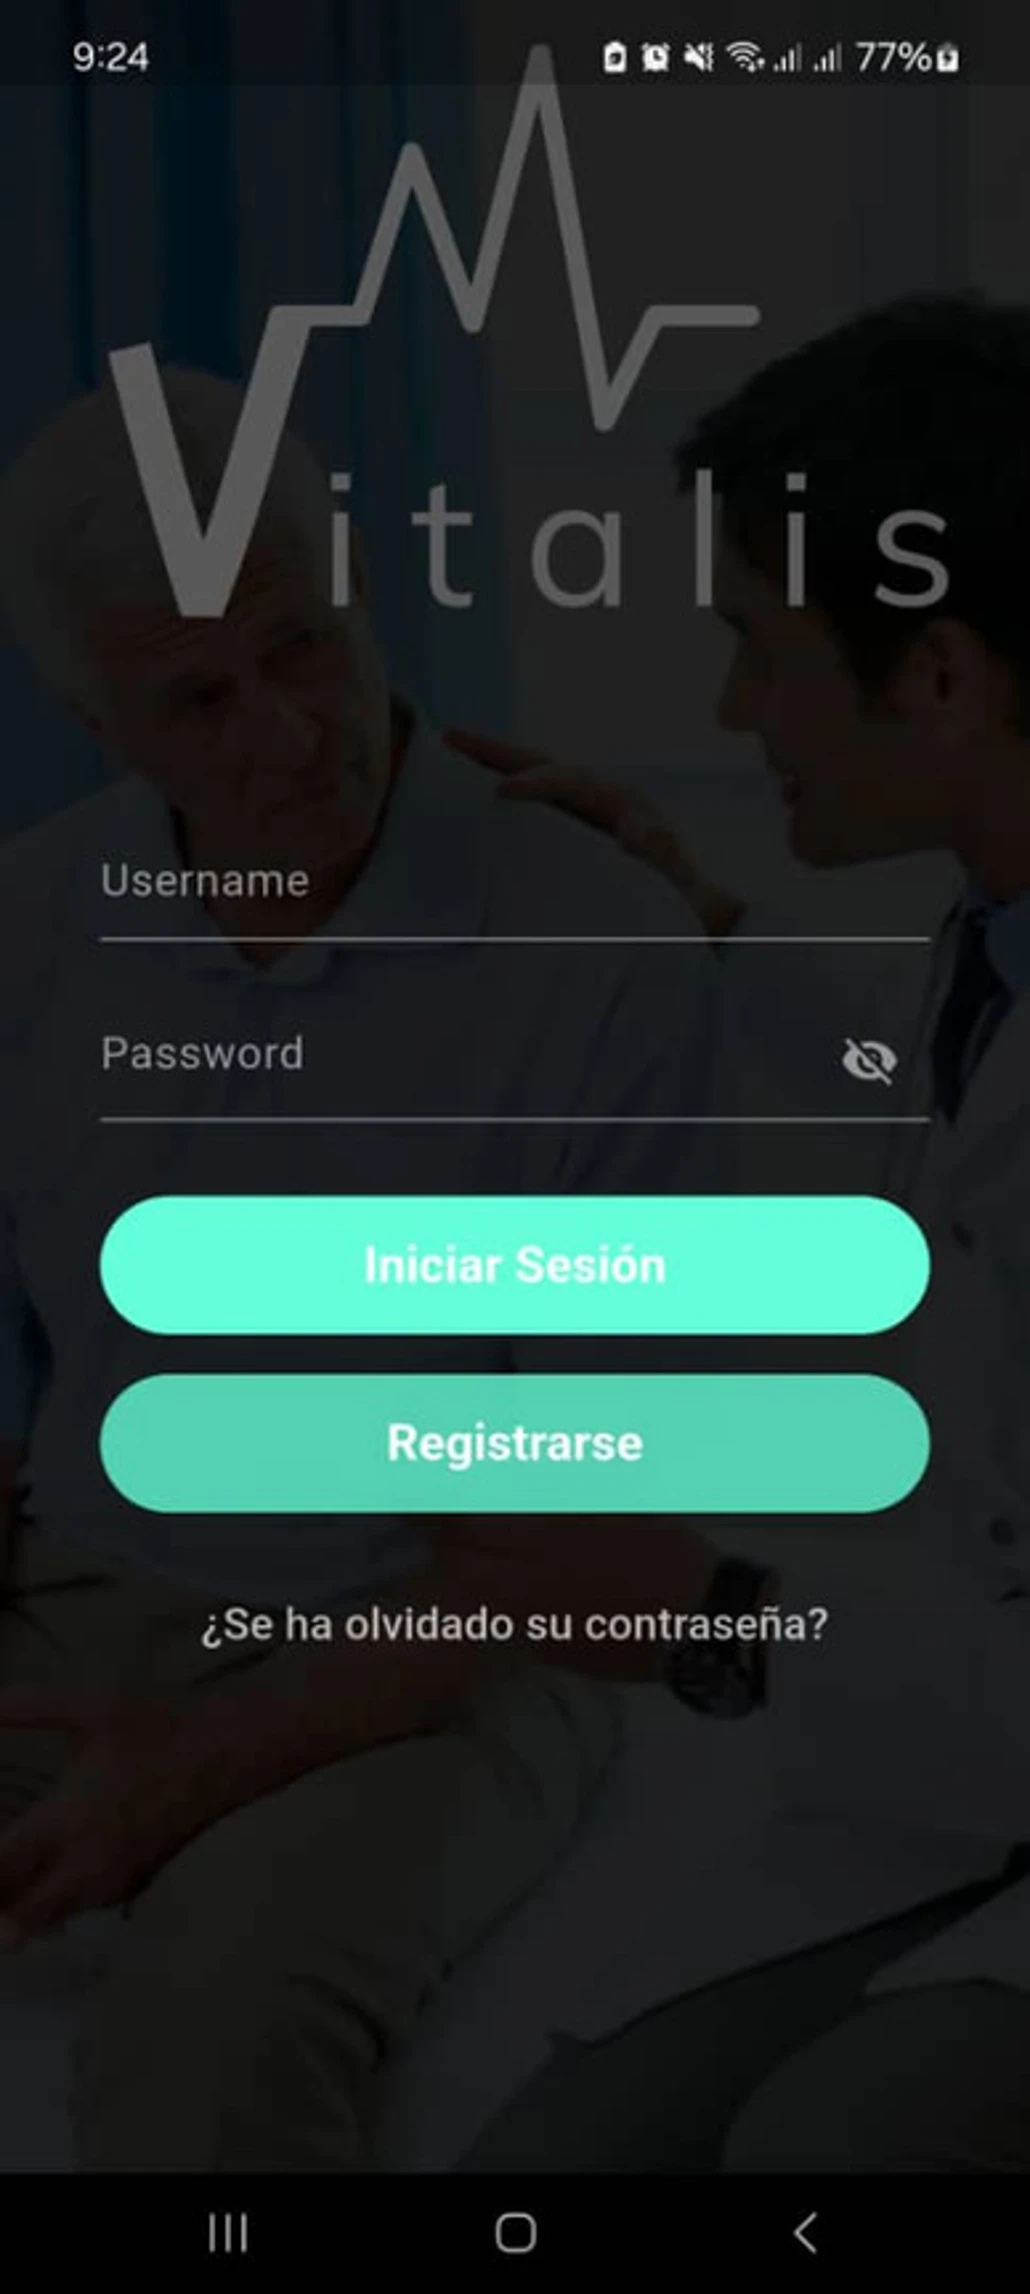 9:24
77%
Vitalis
Username
Password
Iniciar Sesión
Registrarse
¿Se ha olvidado su contraseña?